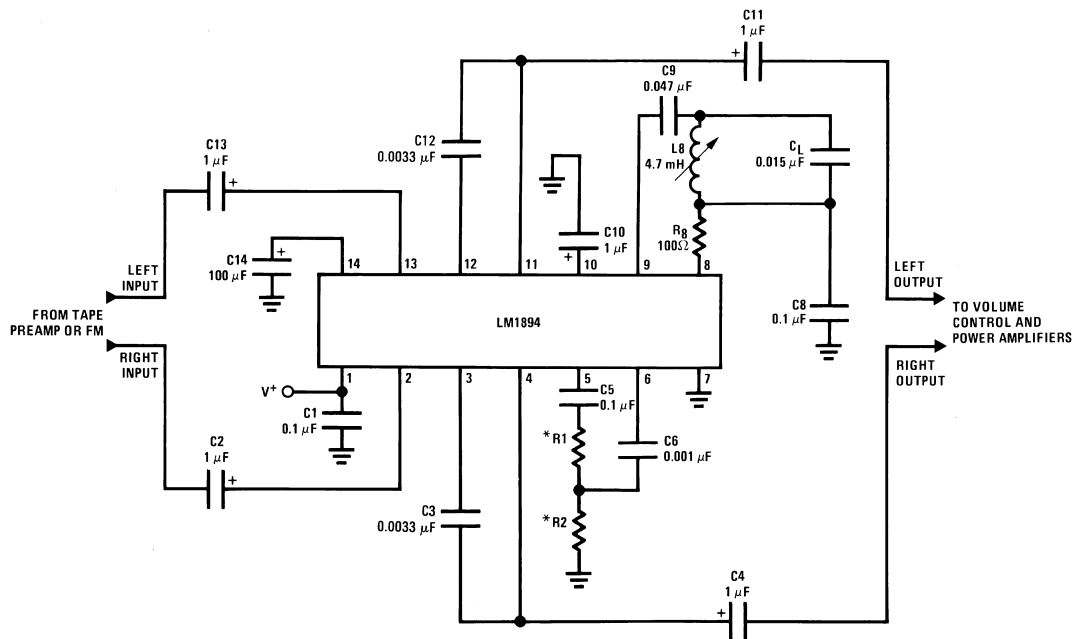 C11
1 μF
+
C9
0.047 μF
C12
0.0033 μF
L8
4.7 mH
CL
0.015 μF
C13
1 μF
+
C10
1 μF
+
R8
100Ω
C14
100 μF
+
14
13
12
11
10
9
8
LEFT
INPUT
FROM TAPE
PREAMP OR FM
RIGHT
INPUT
LM1894
C8
0.1 μF
LEFT
OUTPUT
TO VOLUME
CONTROL AND
POWER AMPLIFIERS
RIGHT
OUTPUT
1
2
3
4
5
6
7
V+
C1
0.1 μF
C5
0.1 μF
*R1
C6
0.001 μF
C2
1 μF
+
C3
0.0033 μF
*R2
C4
1 μF
+